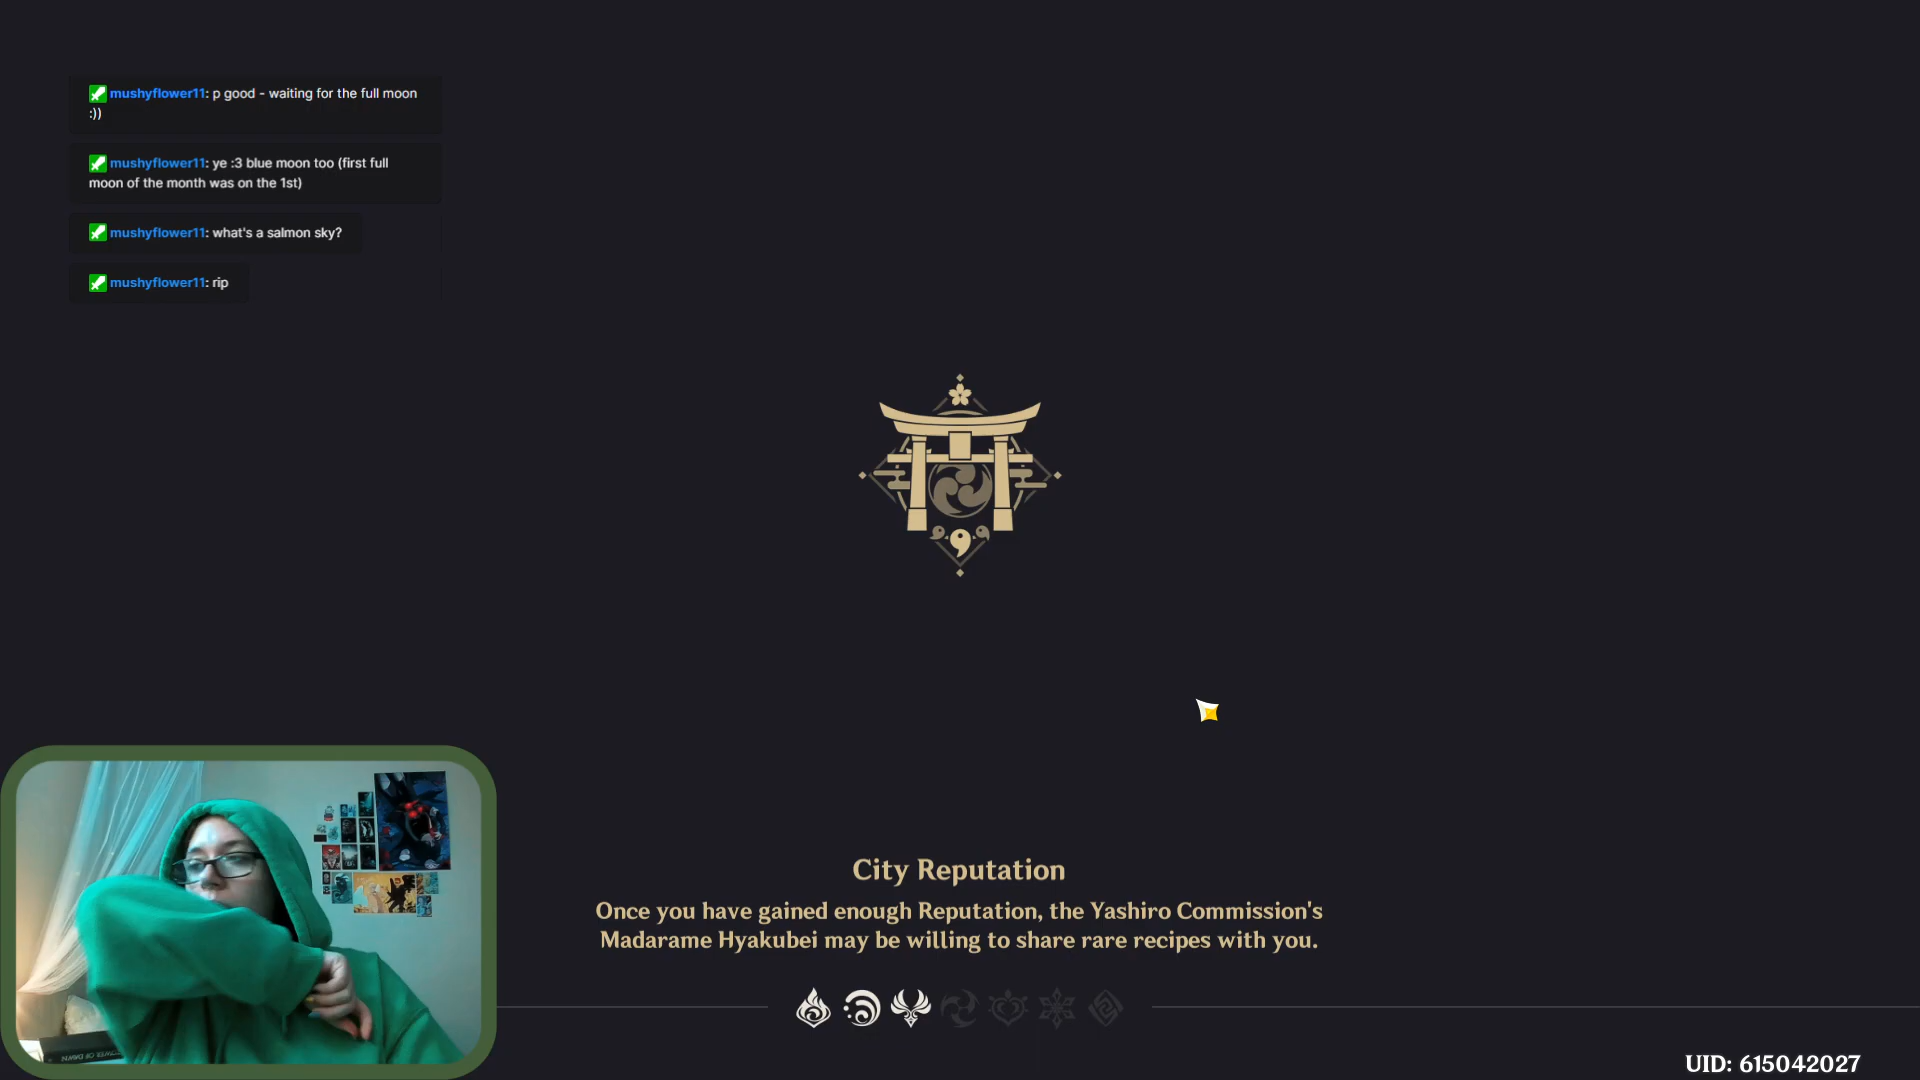 mushyflower11: p good - waiting for the full moon
:))
mushyflower11: ye :3 blue moon too (first full
moon of the month was on the 1st)
mushyflower11: what's a salmon sky?
mushyflower11: rip
City Reputation
Once you have gained enough Reputation, the Yashiro Commission's
Madarame Hyakubei may be willing to share rare recipes with you.
UID: 615042027